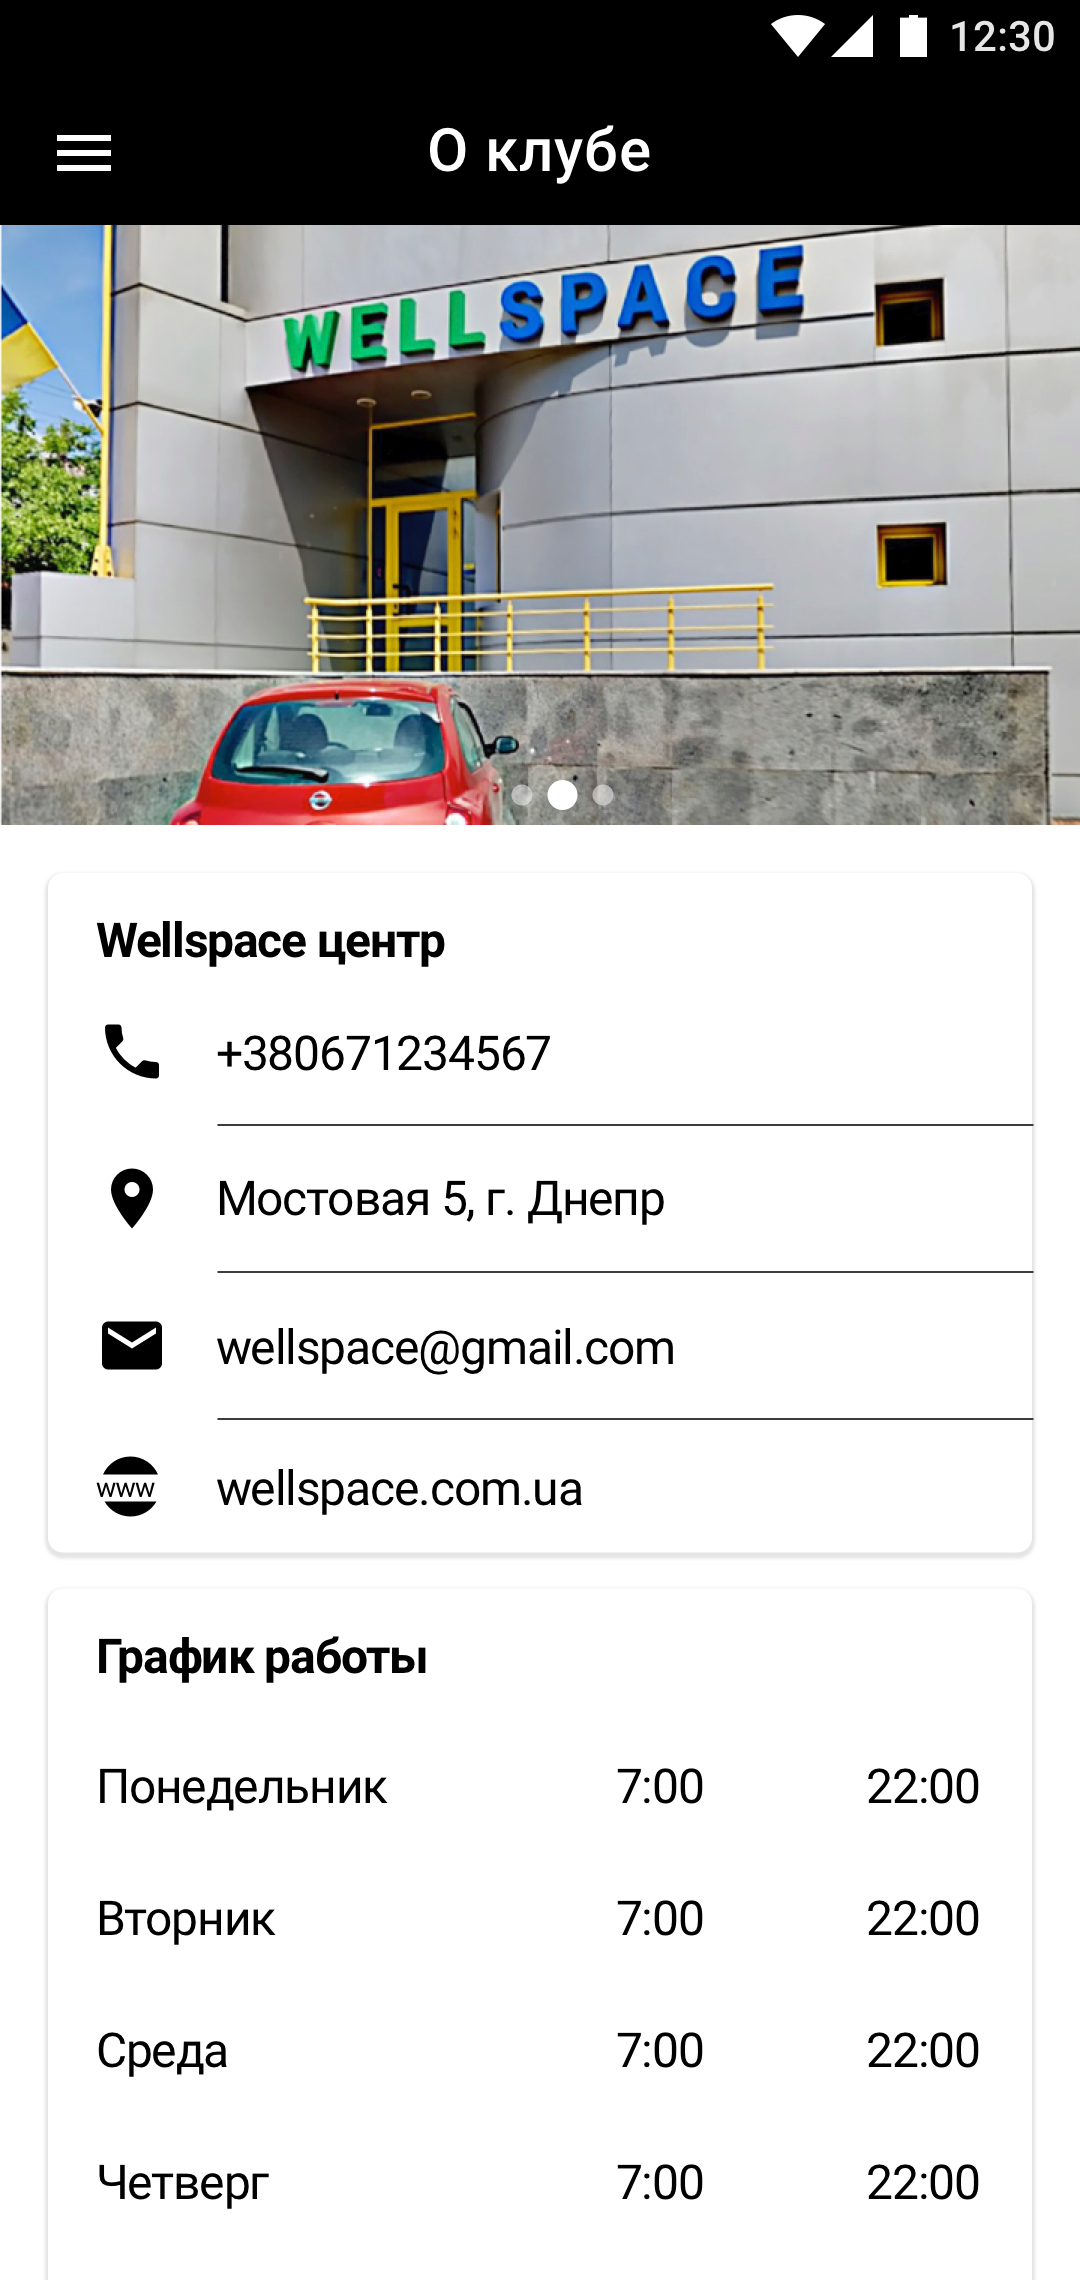 12:30
О клубе
WELLSPACE
Wellspace центр
+380671234567
Мостовая 5, г. Днепр
wellspace@gmail.com
www wellspace.com.ua
График работы
Понедельник 7:00 22:00
Вторник 7:00 22:00
Среда 7:00 22:00
Четверг 7:00 22:00